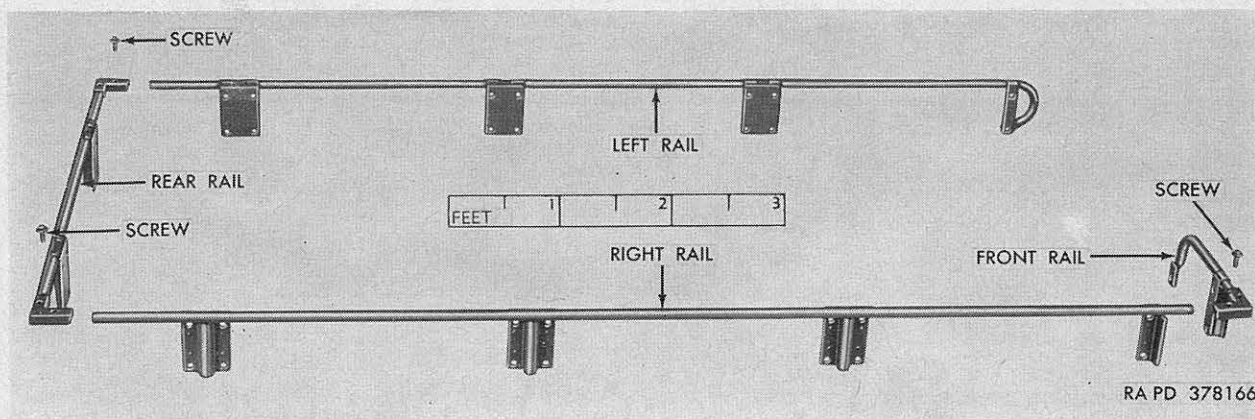 SCREW
LEFT RAIL
REAR RAIL
FEET 1 2 3
SCREW
SCREW
RIGHT RAIL
FRONT RAIL
RA PD 378166